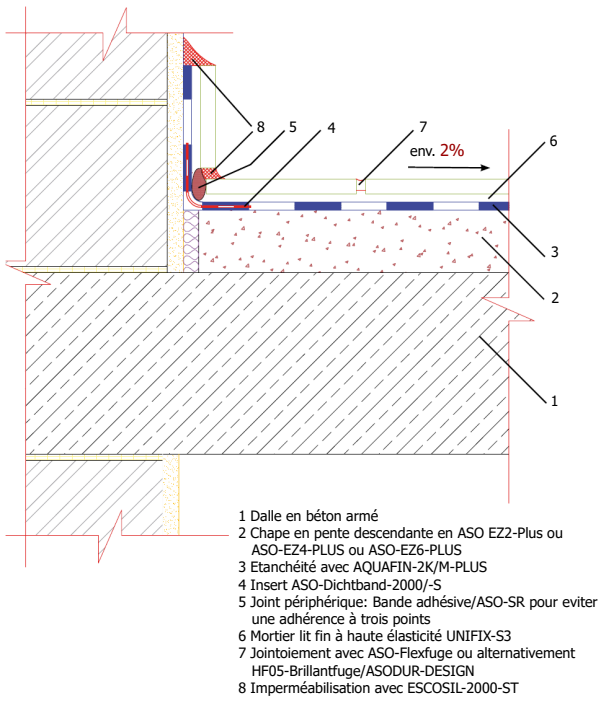 8
5
4
7
env. 2%
6
3
2
1
1 Dalle en béton armé
2 Chape en pente descendante en ASO EZ2-Plus ou
ASO-EZ4-PLUS ou ASO-EZ6-PLUS
3 Etanchéité avec AQUAFIN-2K/M-PLUS
4 Insert ASO-Dichtband-2000/-S
5 Joint périphérique: Bande adhésive/ASO-SR pour eviter
une adhérence à trois points
6 Mortier lit fin à haute élasticité UNIFIX-S3
7 Jointoiement avec ASO-Flexfuge ou alternativement
HF05-Brillantfuge/ASODUR-DESIGN
8 Imperméabilisation avec ESCOSIL-2000-ST